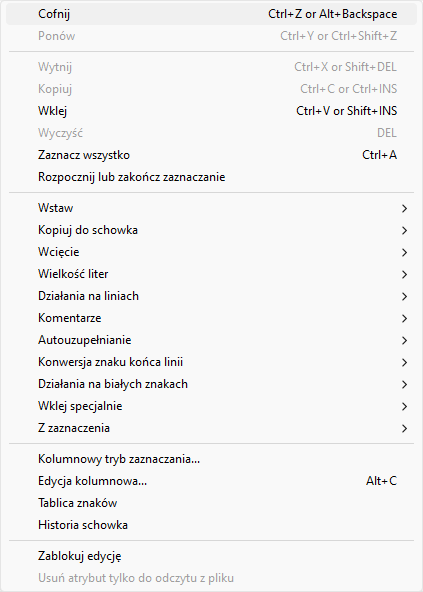 Cofnij Ctrl+Z or Alt+Backspace
Ponów Ctrl+Y or Ctrl+Shift+Z
Wytnij Ctrl+X or Shift+DEL
Kopiuj Ctrl+C or Ctrl+INS
Wklej Ctrl+V or Shift+INS
Wyczyść DEL
Zaznacz wszystko Ctrl+A
Rozpocznij lub zakończ zaznaczanie
Wstaw
Kopiuj do schowka
Wcięcie
Wielkość liter
Działania na liniach
Komentarze
Autouzupełnianie
Konwersja znaku końca linii
Działania na białych znakach
Wklej specjalnie
Z zaznaczenia
Kolumnowy tryb zaznaczania...
Edycja kolumnowa... Alt+C
Tablica znaków
Historia schowka
Zablokuj edycję
Usuń atrybut tylko do odczytu z pliku